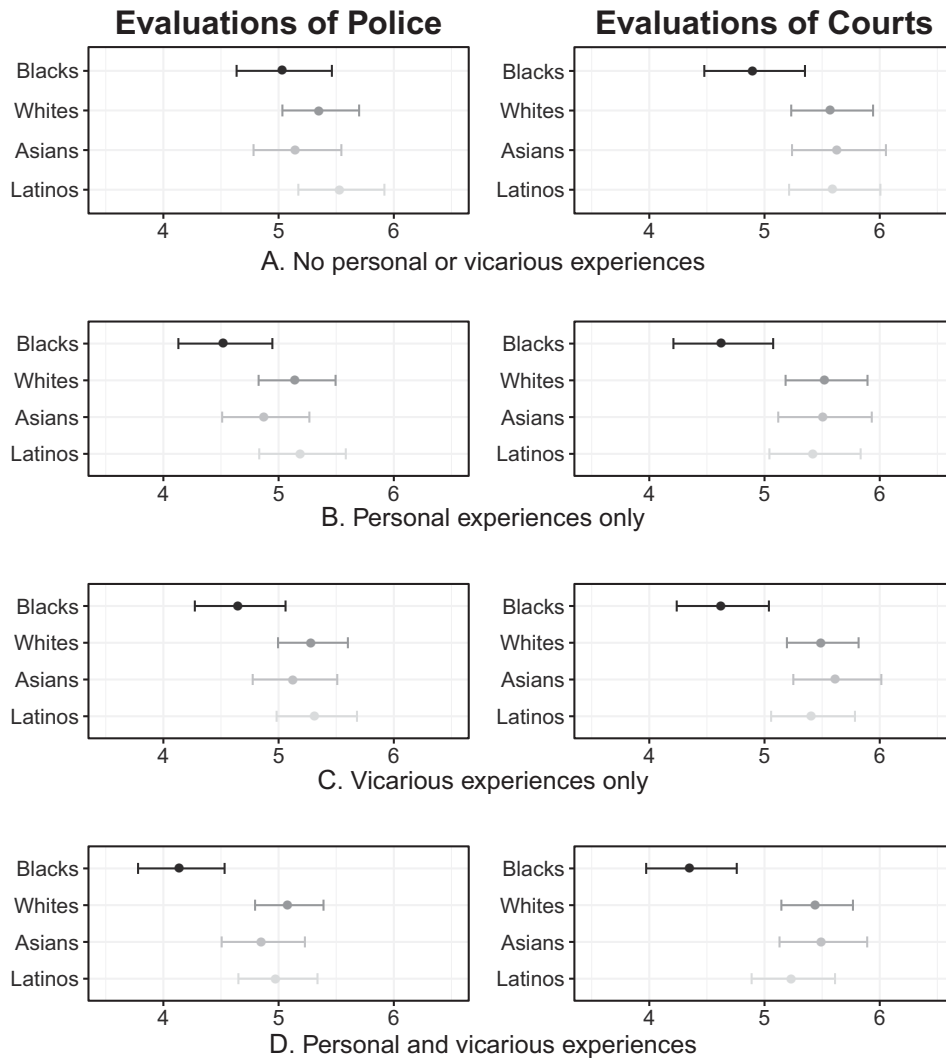 Evaluations of Police
Evaluations of Courts
Blacks
Whites
Asians
Latinos
4 5 6
Blacks
Whites
Asians
Latinos
4 5 6
A. No personal or vicarious experiences
Blacks
Whites
Asians
Latinos
4 5 6
Blacks
Whites
Asians
Latinos
4 5 6
B. Personal experiences only
Blacks
Whites
Asians
Latinos
4 5 6
Blacks
Whites
Asians
Latinos
4 5 6
C. Vicarious experiences only
Blacks
Whites
Asians
Latinos
4 5 6
Blacks
Whites
Asians
Latinos
4 5 6
D. Personal and vicarious experiences